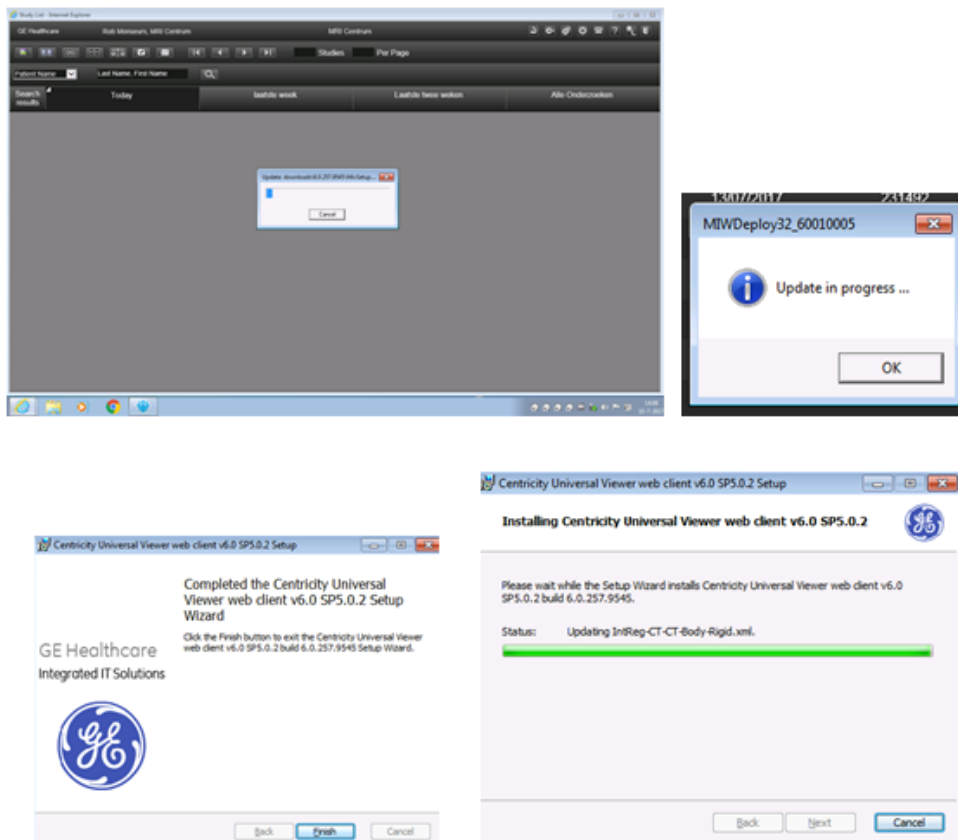 Study List - Internet Explorer
GE Healthcare Rob Monseurs, MRI Centrum MRI Centrum
Studies Per Page
Patient Name Last Name, First Name
Search results Today laatste week Laatste twee weken Alle Onderzoeken
Cancel
13/07/2017 231492
MIWDeploy32_60010005
Update in progress ...
OK
Centricity Universal Viewer web client v6.0 SP5.0.2 Setup
Completed the Centricity Universal
Viewer web client v6.0 SP5.0.2 Setup
Wizard
Click the Finish button to exit the Centricity Universal Viewer
web client v6.0 SP5.0.2 build 6.0.257.9545 Setup Wizard.
GE Healthcare
Integrated IT Solutions
GE
Back Finish Cancel
Centricity Universal Viewer web client v6.0 SP5.0.2 Setup
Installing Centricity Universal Viewer web client v6.0 SP5.0.2
GE
Please wait while the Setup Wizard installs Centricity Universal Viewer web client v6.0
SP5.0.2 build 6.0.257.9545.
Status: Updating IntReg-CT-CT-Body-Rigid.xml.
Back Next Cancel